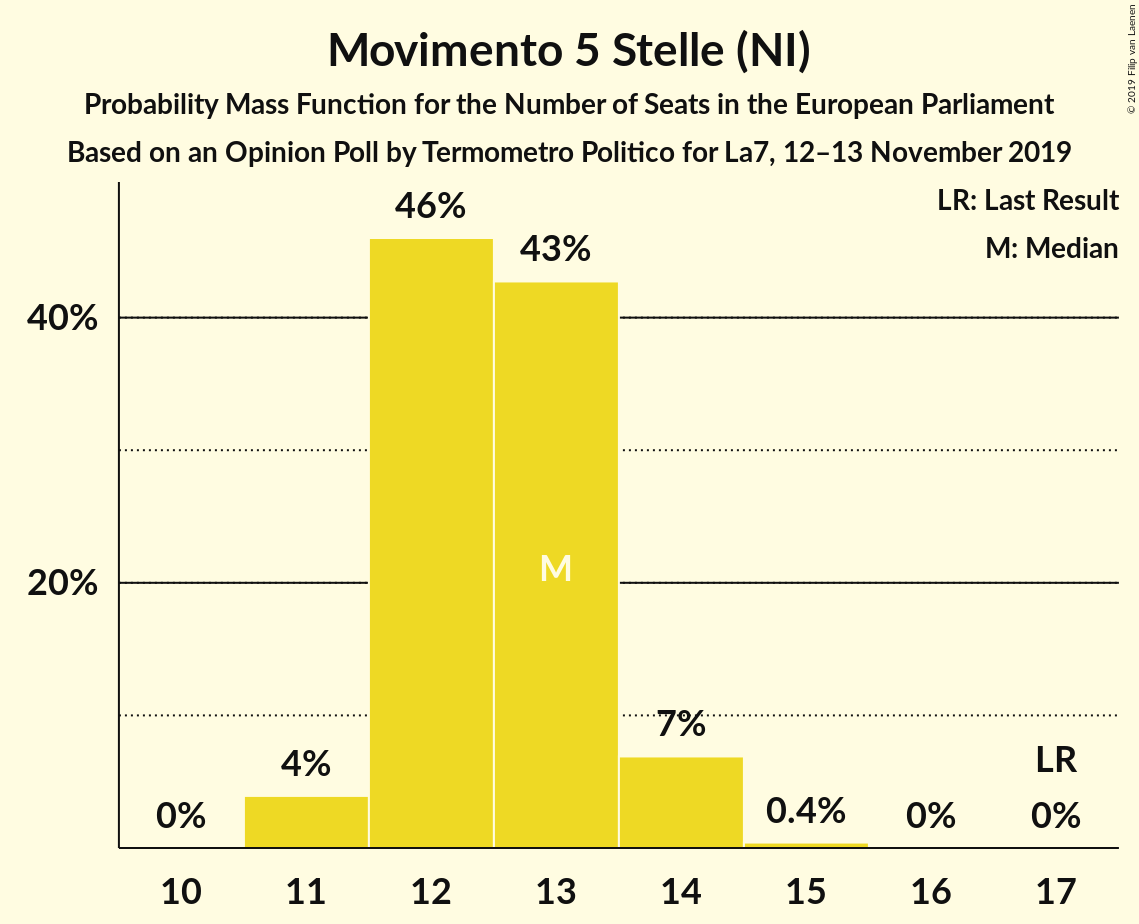 Movimento 5 Stelle (NI)
Probability Mass Function for the Number of Seats in the European Parliament
Based on an Opinion Poll by Termometro Politico for La7, 12–13 November 2019
© 2019 Filip van Laenen
LR: Last Result
M: Median
46%
43%
40%
M
20%
7%
4%
LR
0%
0.4%
0%
0%
10 11 12 13 14 15 16 17